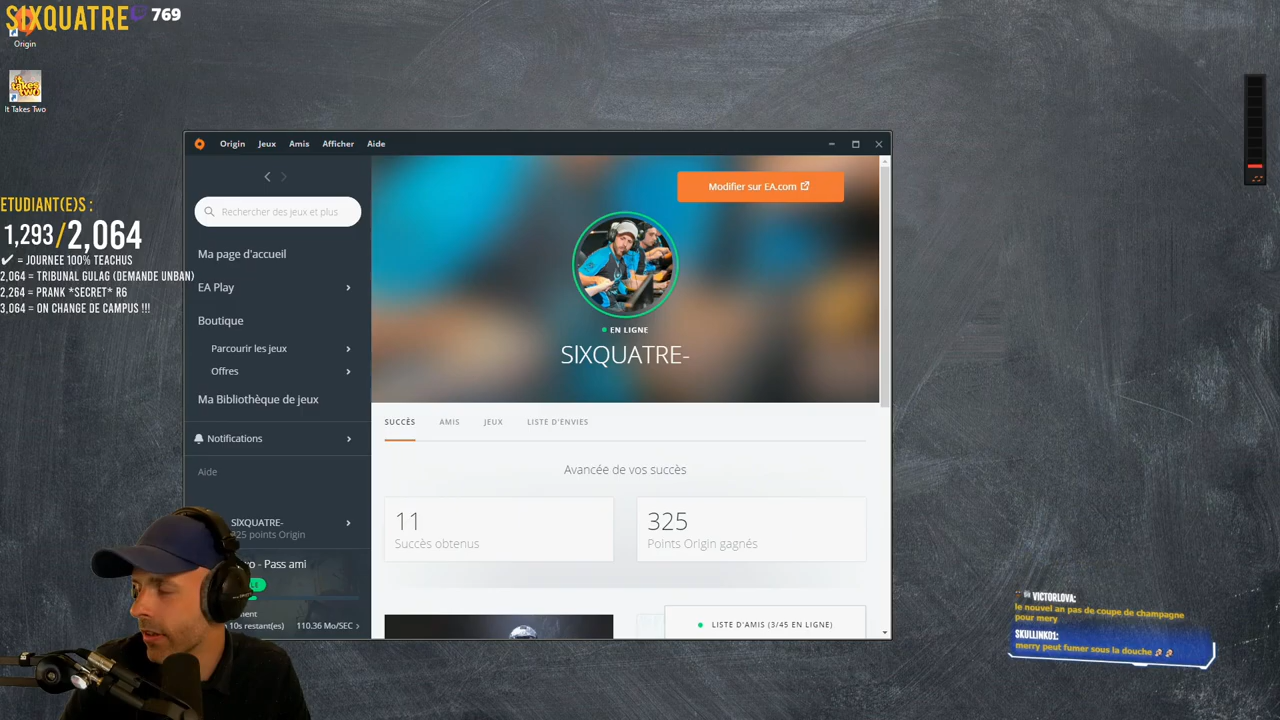 SIXQUATRE 769
Origin
It Takes Two
ETUDIANT(E)S :
1,293/2,064
✔ = JOURNEE 100% TEACHUS
2,064 = TRIBUNAL GULAG (DEMANDE UNBAN)
2,264 = PRANK *SECRET* R6
3,064 = ON CHANGE DE CAMPUS !!!
Origin Jeux Amis Afficher Aide
Rechercher des jeux et plus
Ma page d'accueil
EA Play
Boutique
Parcourir les jeux
Offres
Ma Bibliothèque de jeux
Notifications
Aide
SIXQUATRE-
325 points Origin
- Pass ami
10s restant(es) 110.36 Mo/SEC
Modifier sur EA.com
EN LIGNE
SIXQUATRE-
SUCCÈS AMIS JEUX LISTE D'ENVIES
Avancée de vos succès
11
Succès obtenus
325
Points Origin gagnés
LISTE D'AMIS (3/45 EN LIGNE)
VICTORLOVA:
le nouvel an pas de coupe de champagne
pour mery
SKULLINK01:
merry peut fumer sous la douche